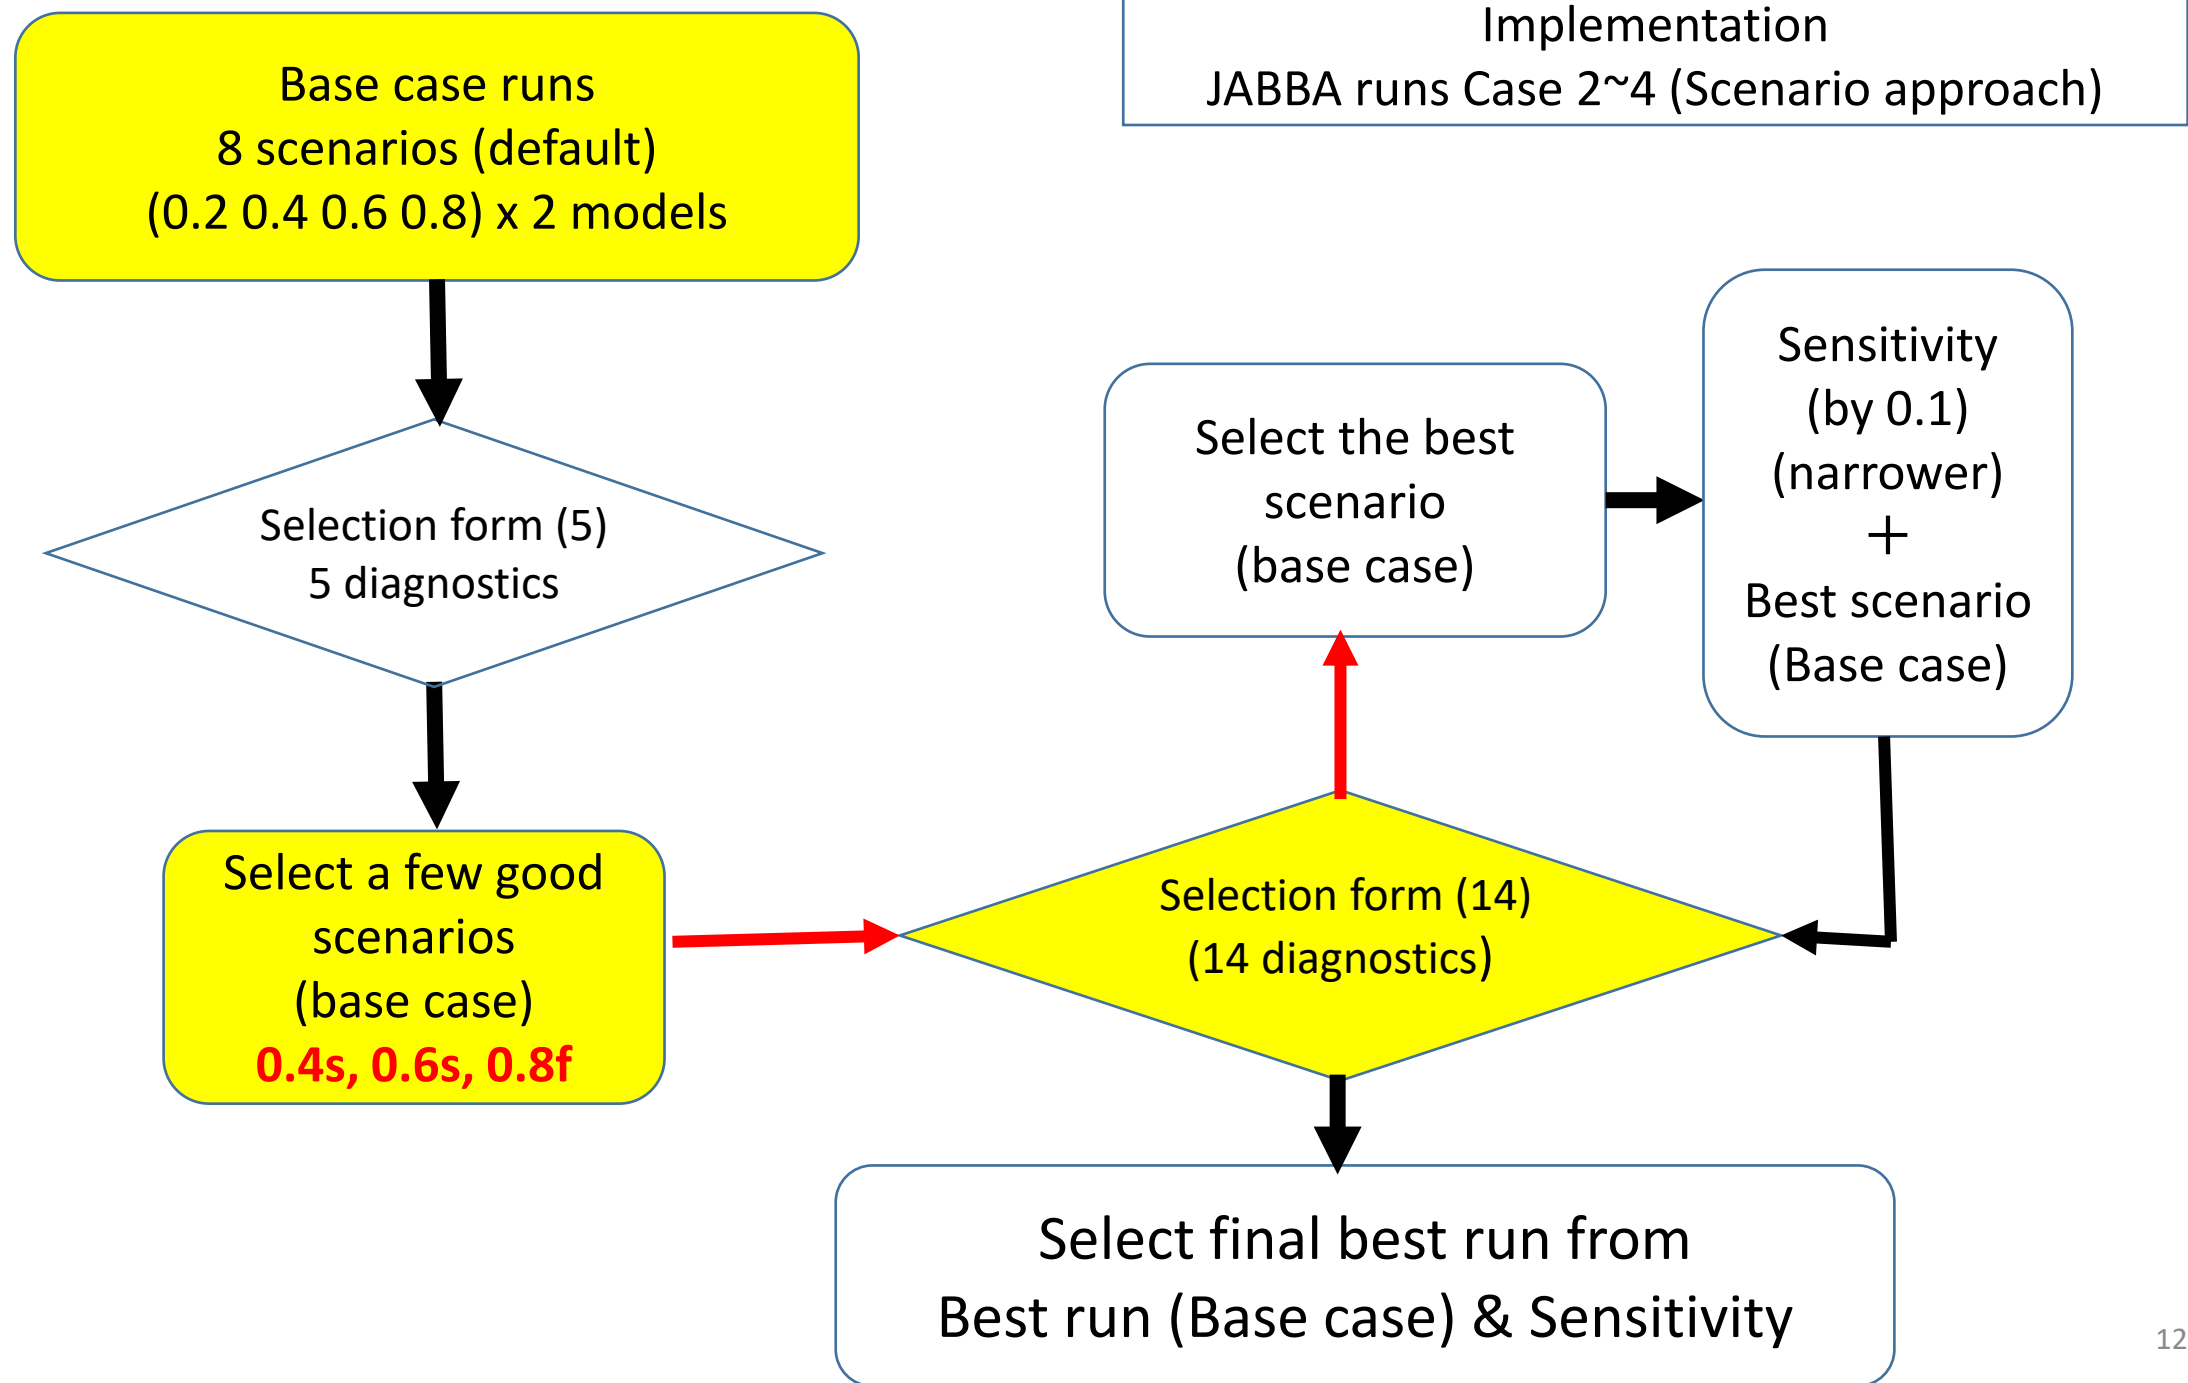 Implementation
JABBA runs Case 2~4 (Scenario approach)
Base case runs
8 scenarios (default)
(0.2 0.4 0.6 0.8) x 2 models
Selection form (5)
5 diagnostics
Select a few good
scenarios
(base case)
0.4s, 0.6s, 0.8f
Selection form (14)
(14 diagnostics)
Select the best
scenario
(base case)
Sensitivity
(by 0.1)
(narrower)
+
Best scenario
(Base case)
Select final best run from
Best run (Base case) & Sensitivity
12